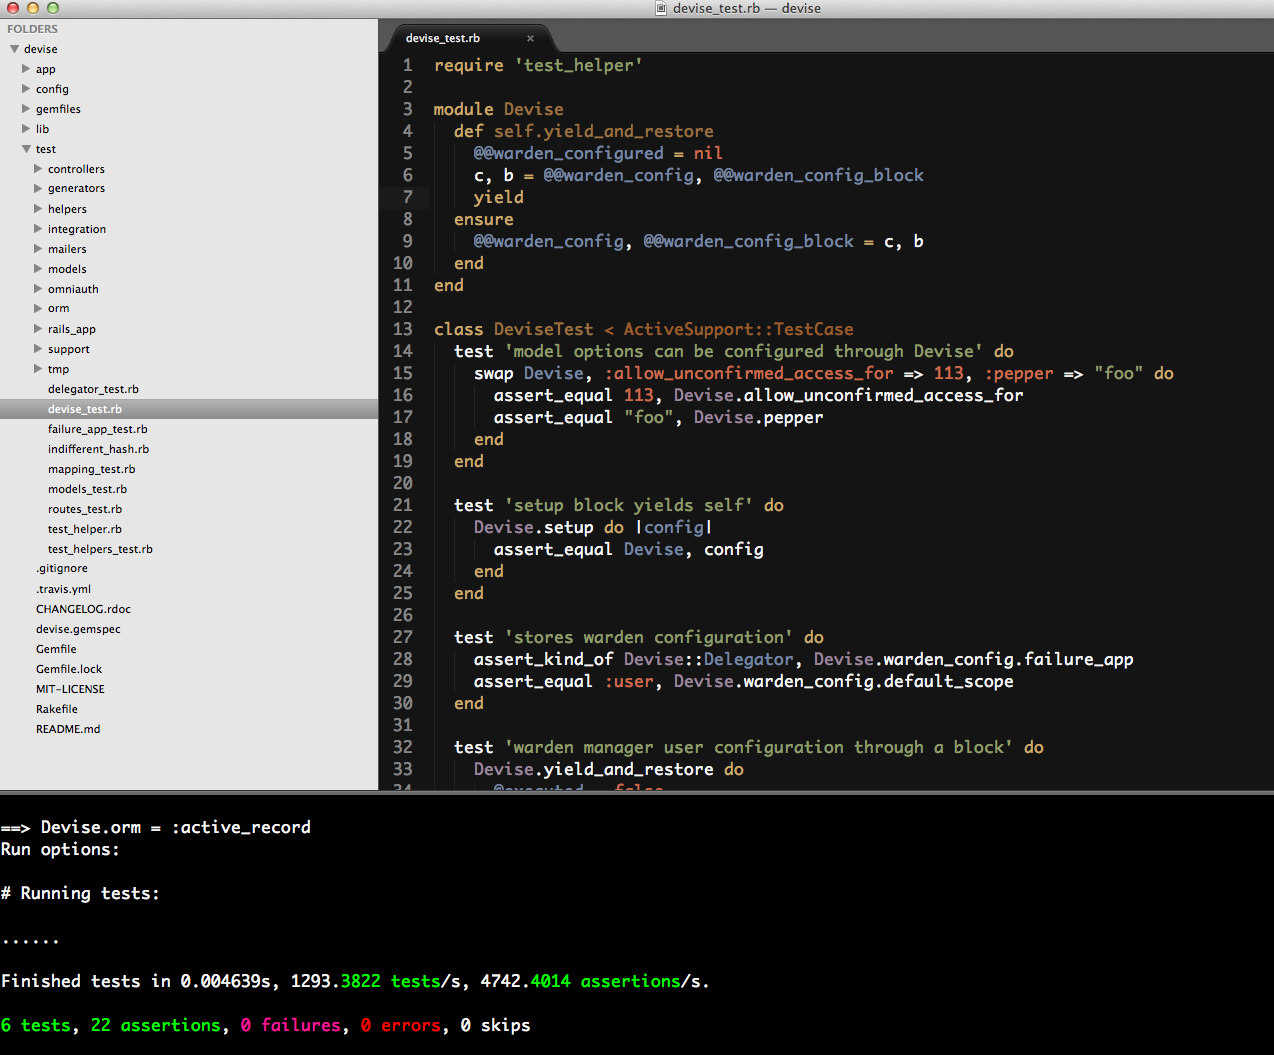 devise_test.rb — devise
FOLDERS
devise
app
config
gemfiles
lib
test
controllers
generators
helpers
integration
mailers
models
omniauth
orm
rails_app
support
tmp
delegator_test.rb
devise_test.rb
failure_app_test.rb
indifferent_hash.rb
mapping_test.rb
models_test.rb
routes_test.rb
test_helper.rb
test_helpers_test.rb
.gitignore
.travis.yml
CHANGELOG.rdoc
devise.gemspec
Gemfile
Gemfile.lock
MIT-LICENSE
Rakefile
README.md
devise_test.rb ×
1 require 'test_helper'
2
3 module Devise
4 def self.yield_and_restore
5 @@warden_configured = nil
6 c, b = @@warden_config, @@warden_config_block
7 yield
8 ensure
9 @@warden_config, @@warden_config_block = c, b
10 end
11 end
12
13 class DeviseTest < ActiveSupport::TestCase
14 test 'model options can be configured through Devise' do
15 swap Devise, :allow_unconfirmed_access_for => 113, :pepper => "foo" do
16 assert_equal 113, Devise.allow_unconfirmed_access_for
17 assert_equal "foo", Devise.pepper
18 end
19 end
20
21 test 'setup block yields self' do
22 Devise.setup do |config|
23 assert_equal Devise, config
24 end
25 end
26
27 test 'stores warden configuration' do
28 assert_kind_of Devise::Delegator, Devise.warden_config.failure_app
29 assert_equal :user, Devise.warden_config.default_scope
30 end
31
32 test 'warden manager user configuration through a block' do
33 Devise.yield_and_restore do
34 @executed = false
==> Devise.orm = :active_record
Run options:
# Running tests:
......
Finished tests in 0.004639s, 1293.3822 tests/s, 4742.4014 assertions/s.
6 tests, 22 assertions, 0 failures, 0 errors, 0 skips